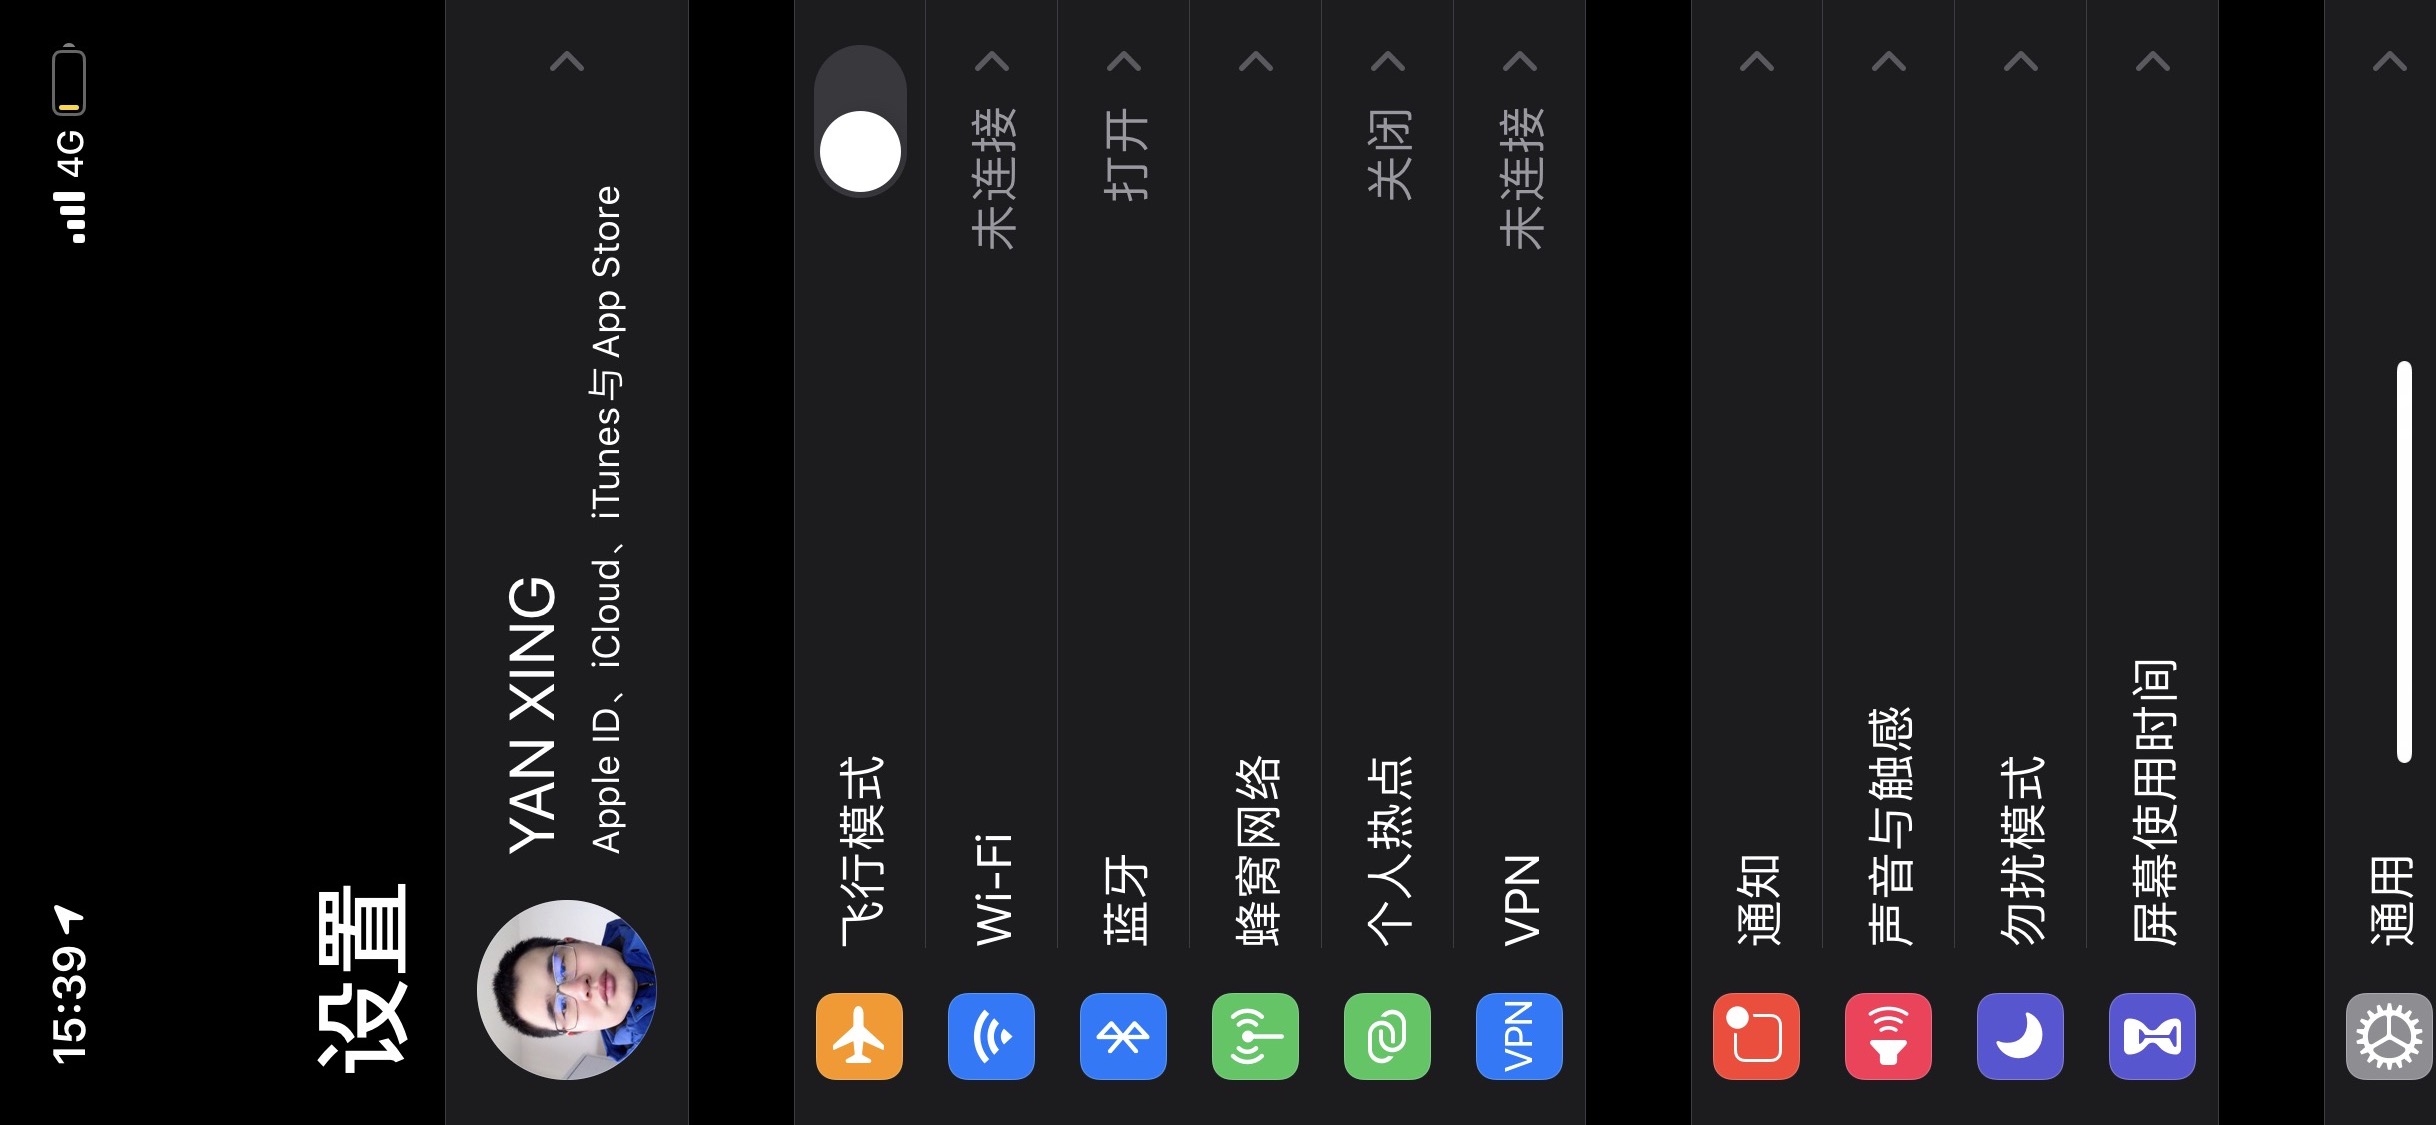 15:39
4G
设置
YAN XING
Apple ID、iCloud、iTunes与 App Store
飞行模式
Wi-Fi 未连接
蓝牙 打开
蜂窝网络
个人热点 关闭
VPN VPN 未连接
通知
声音与触感
勿扰模式
屏幕使用时间
通用